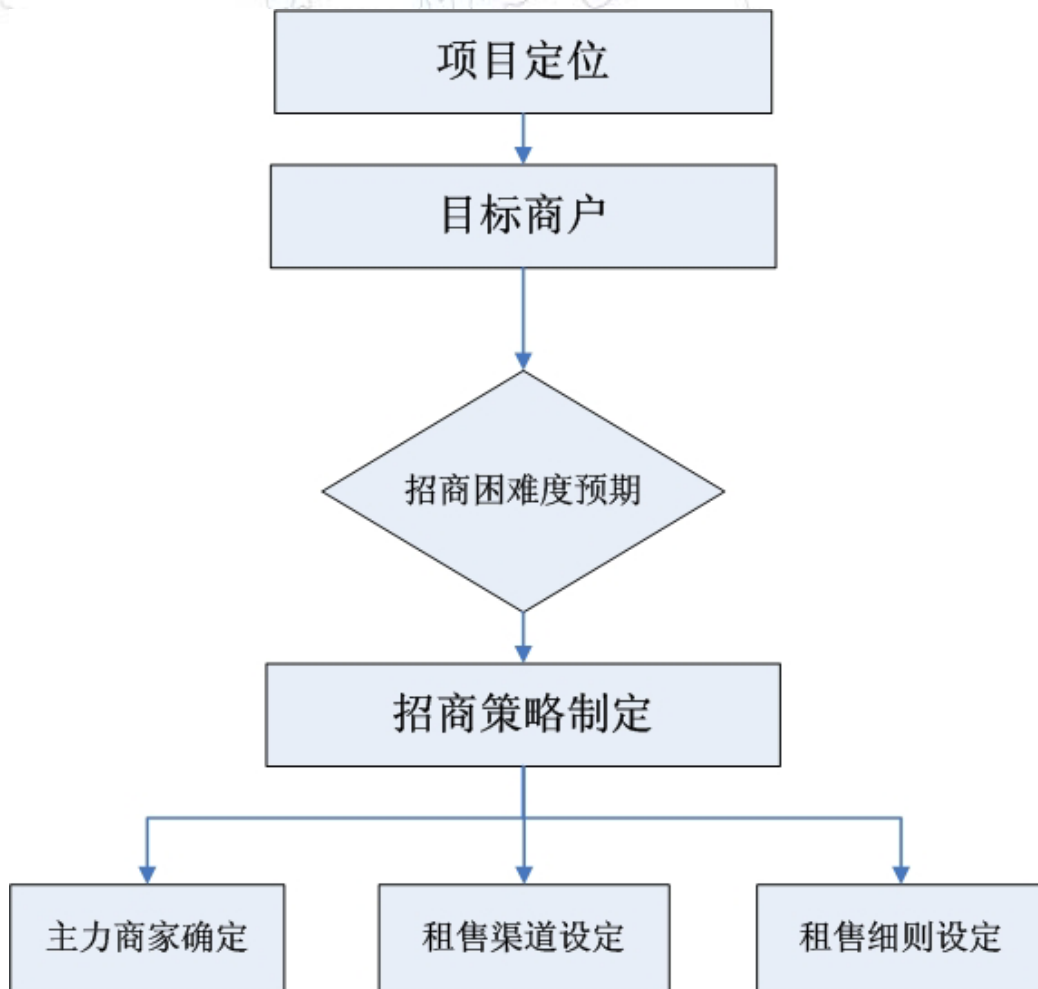 项目定位
目标商户
招商困难度预期
招商策略制定
主力商家确定
租售渠道设定
租售细则设定